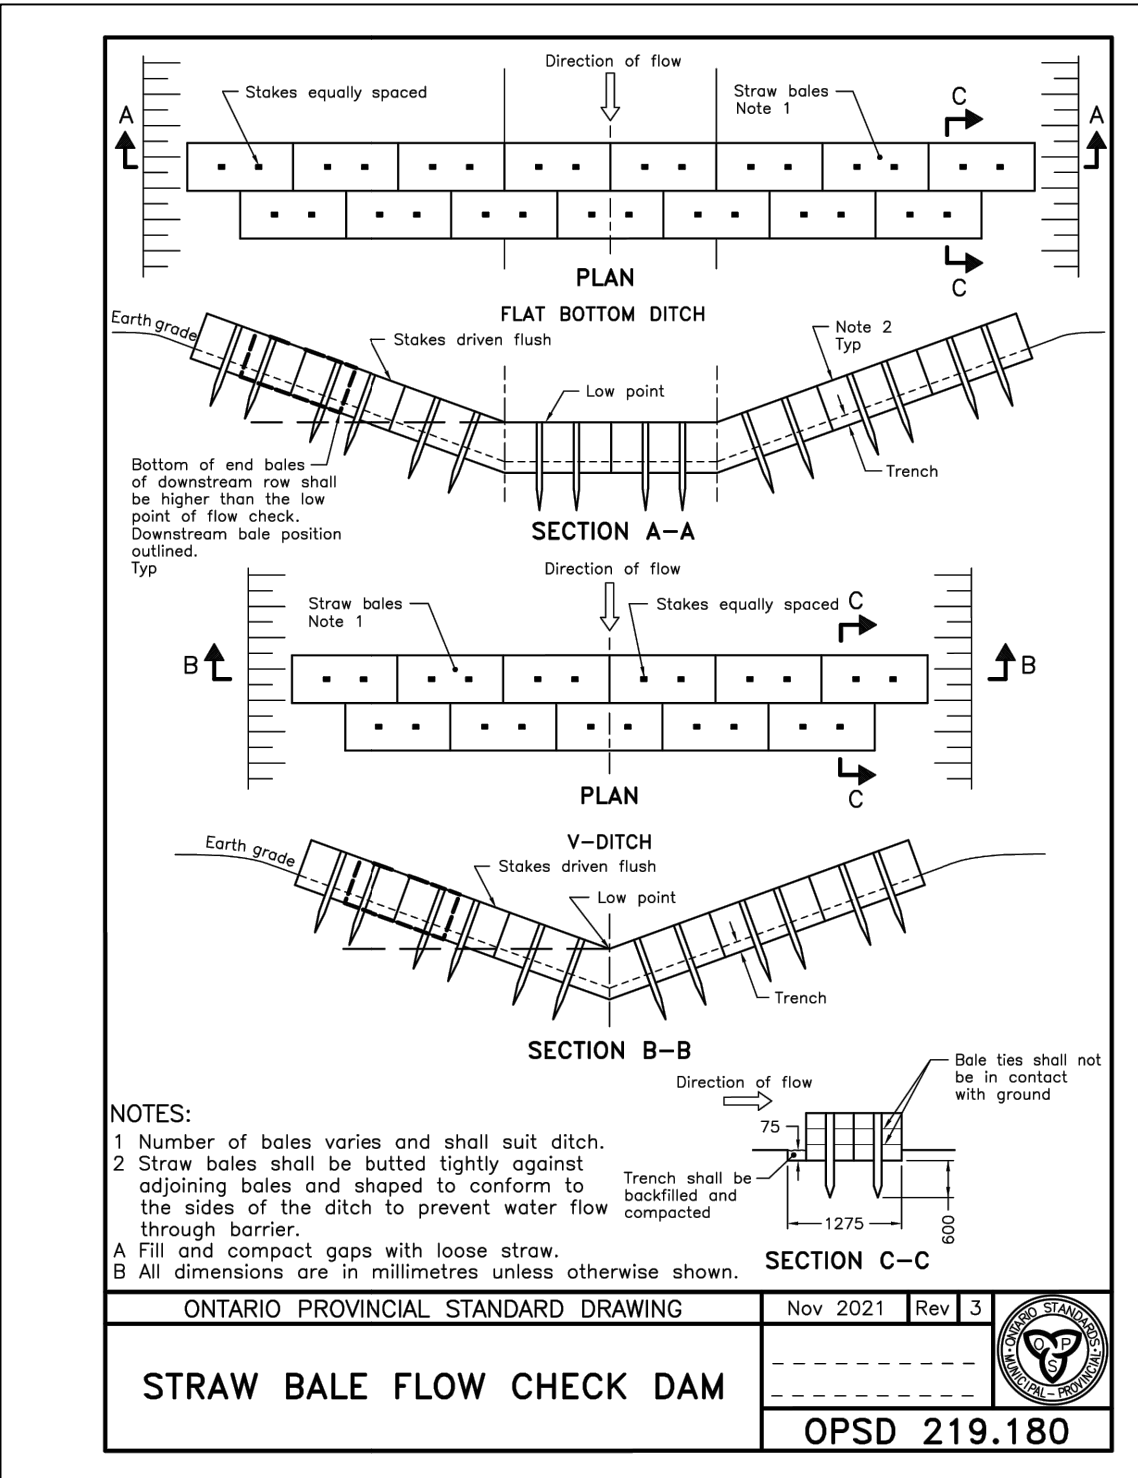 Direction of flow
Stakes equally spaced
Straw bales
Note 1
C
A
A
C
PLAN
FLAT BOTTOM DITCH
Earth grade
Stakes driven flush
Note 2
Typ
Low point
Trench
Bottom of end bales
of downstream row shall
be higher than the low
point of flow check.
Downstream bale position
outlined.
Typ
SECTION A-A
Direction of flow
Straw bales
Note 1
Stakes equally spaced
C
B
B
C
PLAN
V-DITCH
Earth grade
Stakes driven flush
Low point
Trench
SECTION B-B
Direction of flow
Bale ties shall not
be in contact
with ground
75
Trench shall be
backfilled and
compacted
1275
600
SECTION C-C
NOTES:
1 Number of bales varies and shall suit ditch.
2 Straw bales shall be butted tightly against
adjoining bales and shaped to conform to
the sides of the ditch to prevent water flow
through barrier.
A Fill and compact gaps with loose straw.
B All dimensions are in millimetres unless otherwise shown.
ONTARIO PROVINCIAL STANDARD DRAWING
Nov 2021
Rev
3
STRAW BALE FLOW CHECK DAM
ONTARIO STANDARDS
MUNICIPAL - PROVINCIAL
O P
S
OPSD 219.180